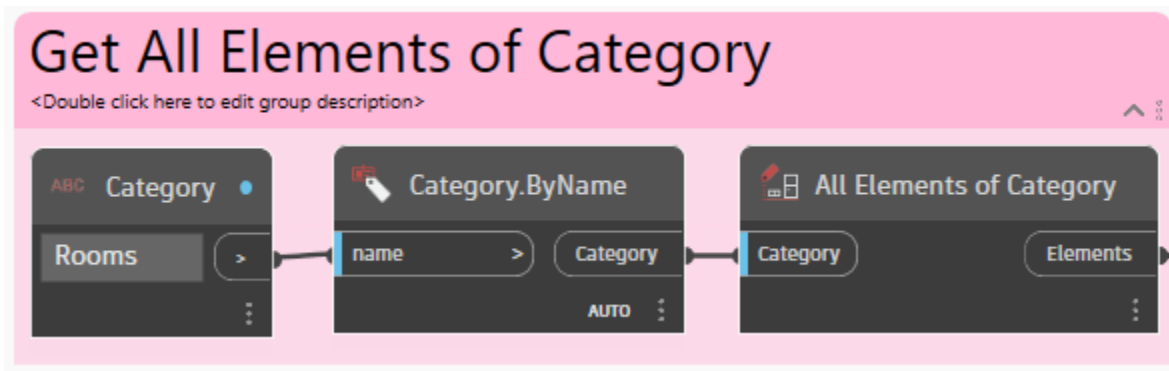 Get All Elements of Category
<Double click here to edit group description>
ABC Category
Rooms >
Category.ByName
name > Category
AUTO
All Elements of Category
Category Elements